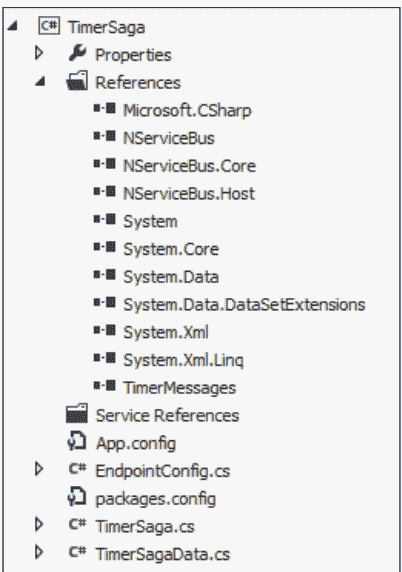 C# TimerSaga
Properties
References
Microsoft.CSharp
NServiceBus
NServiceBus.Core
NServiceBus.Host
System
System.Core
System.Data
System.Data.DataSetExtensions
System.Xml
System.Xml.Linq
TimerMessages
Service References
App.config
C# EndpointConfig.cs
packages.config
C# TimerSaga.cs
C# TimerSagaData.cs